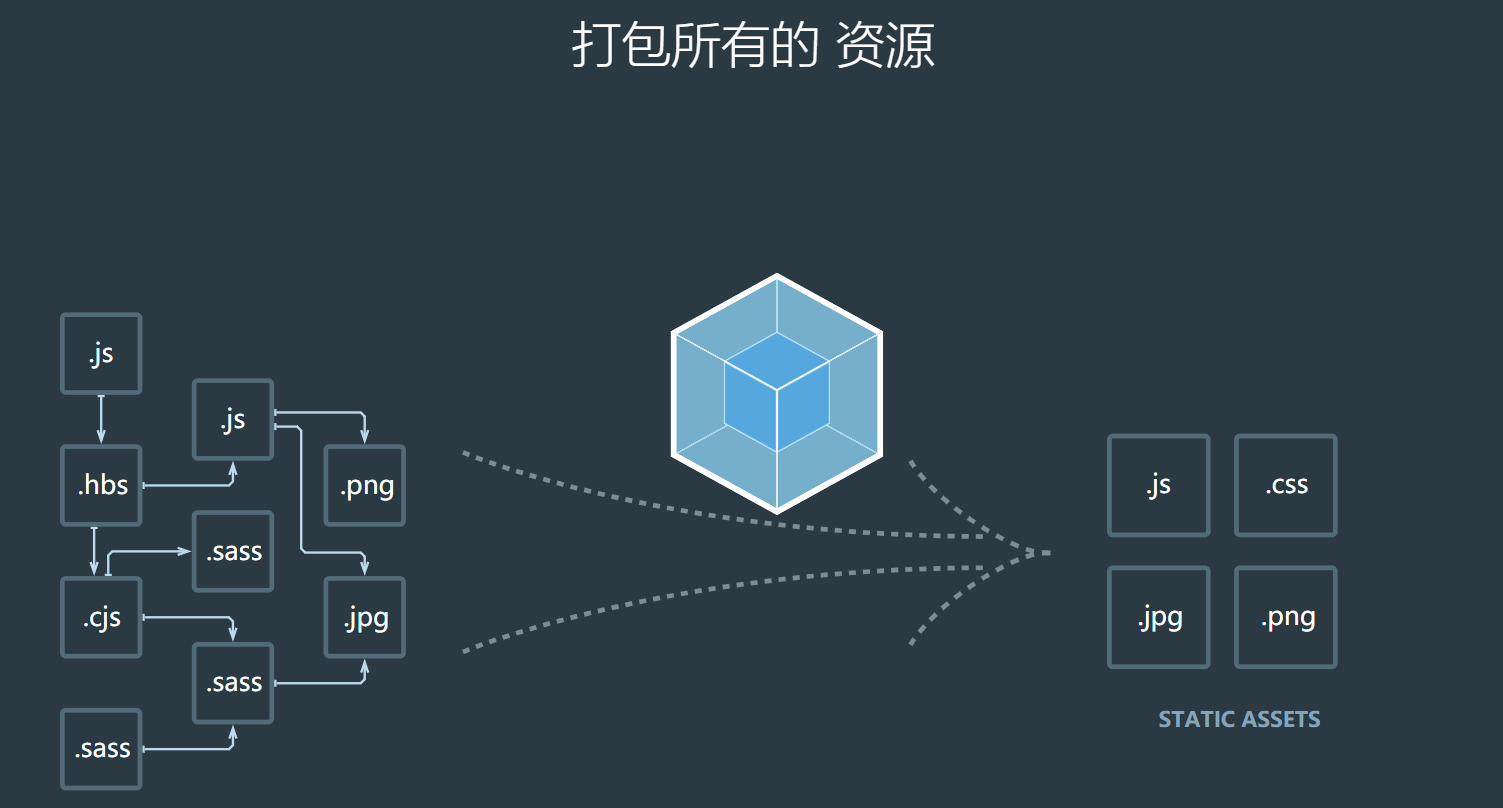 打包所有的 资源
.js
.js
.hbs
.png
.sass
.cjs
.jpg
.sass
.sass
.js
.css
.jpg
.png
STATIC ASSETS